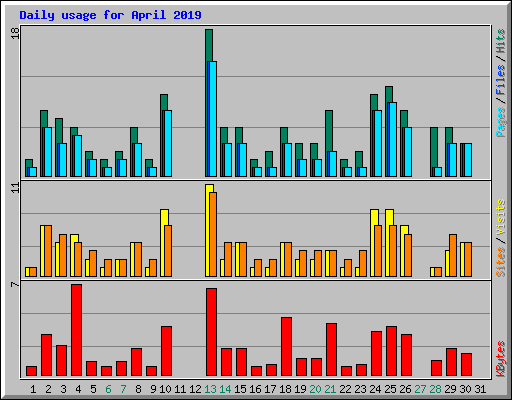 Daily usage for April 2019
18
Pages / Files / Hits
11
Sites / Visits
7
KBytes
1 2 3 4 5 6 7 8 9 10 11 12 13 14 15 16 17 18 19 20 21 22 23 24 25 26 27 28 29 30 31